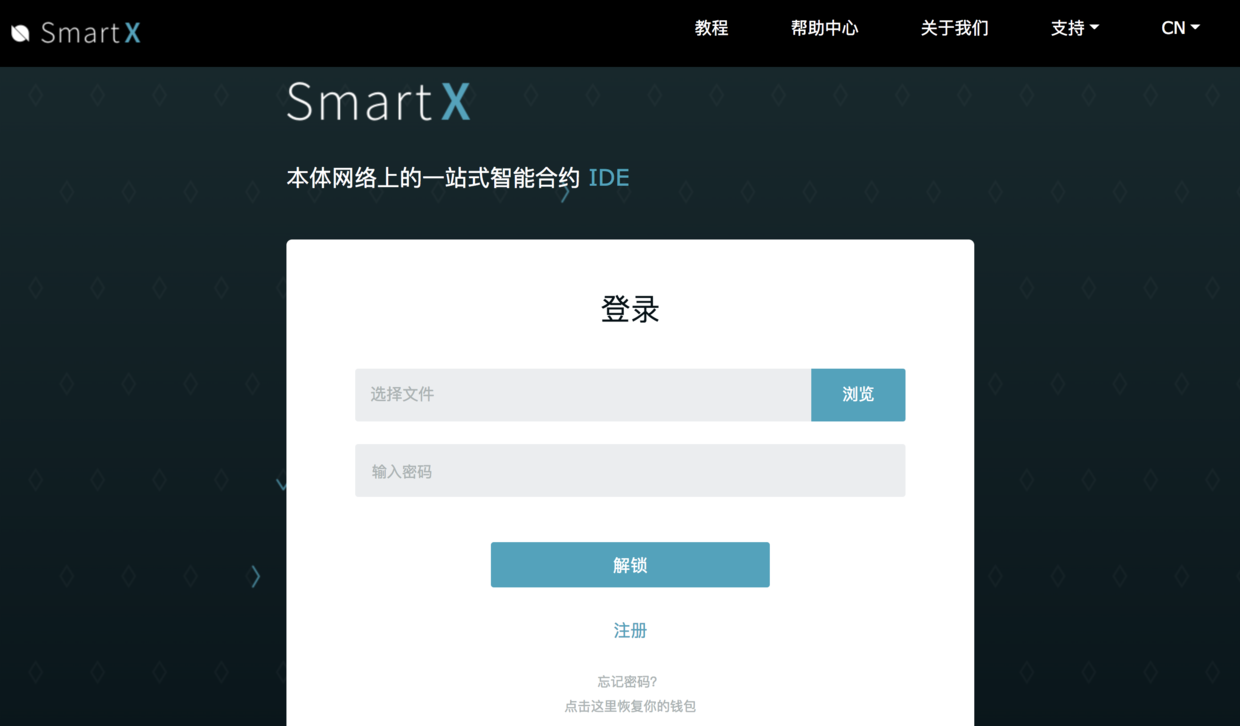 SmartX 教程 帮助中心 关于我们 支持 CN
SmartX
本体网络上的一站式智能合约 IDE
登录
选择文件 浏览
输入密码
解锁
注册
忘记密码?
点击这里恢复你的钱包